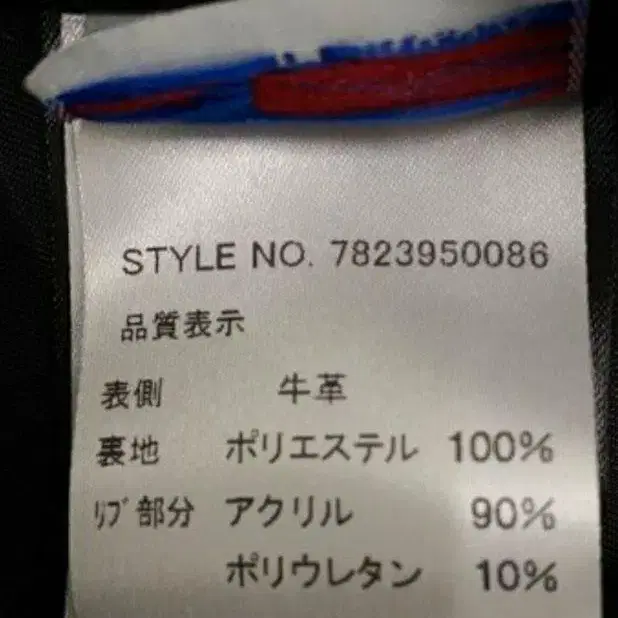 STYLE NO. 7823950086
品質表示
表側 牛革
裏地 ポリエステル 100%
ﾘﾌﾞ部分 アクリル 90%
ポリウレタン 10%